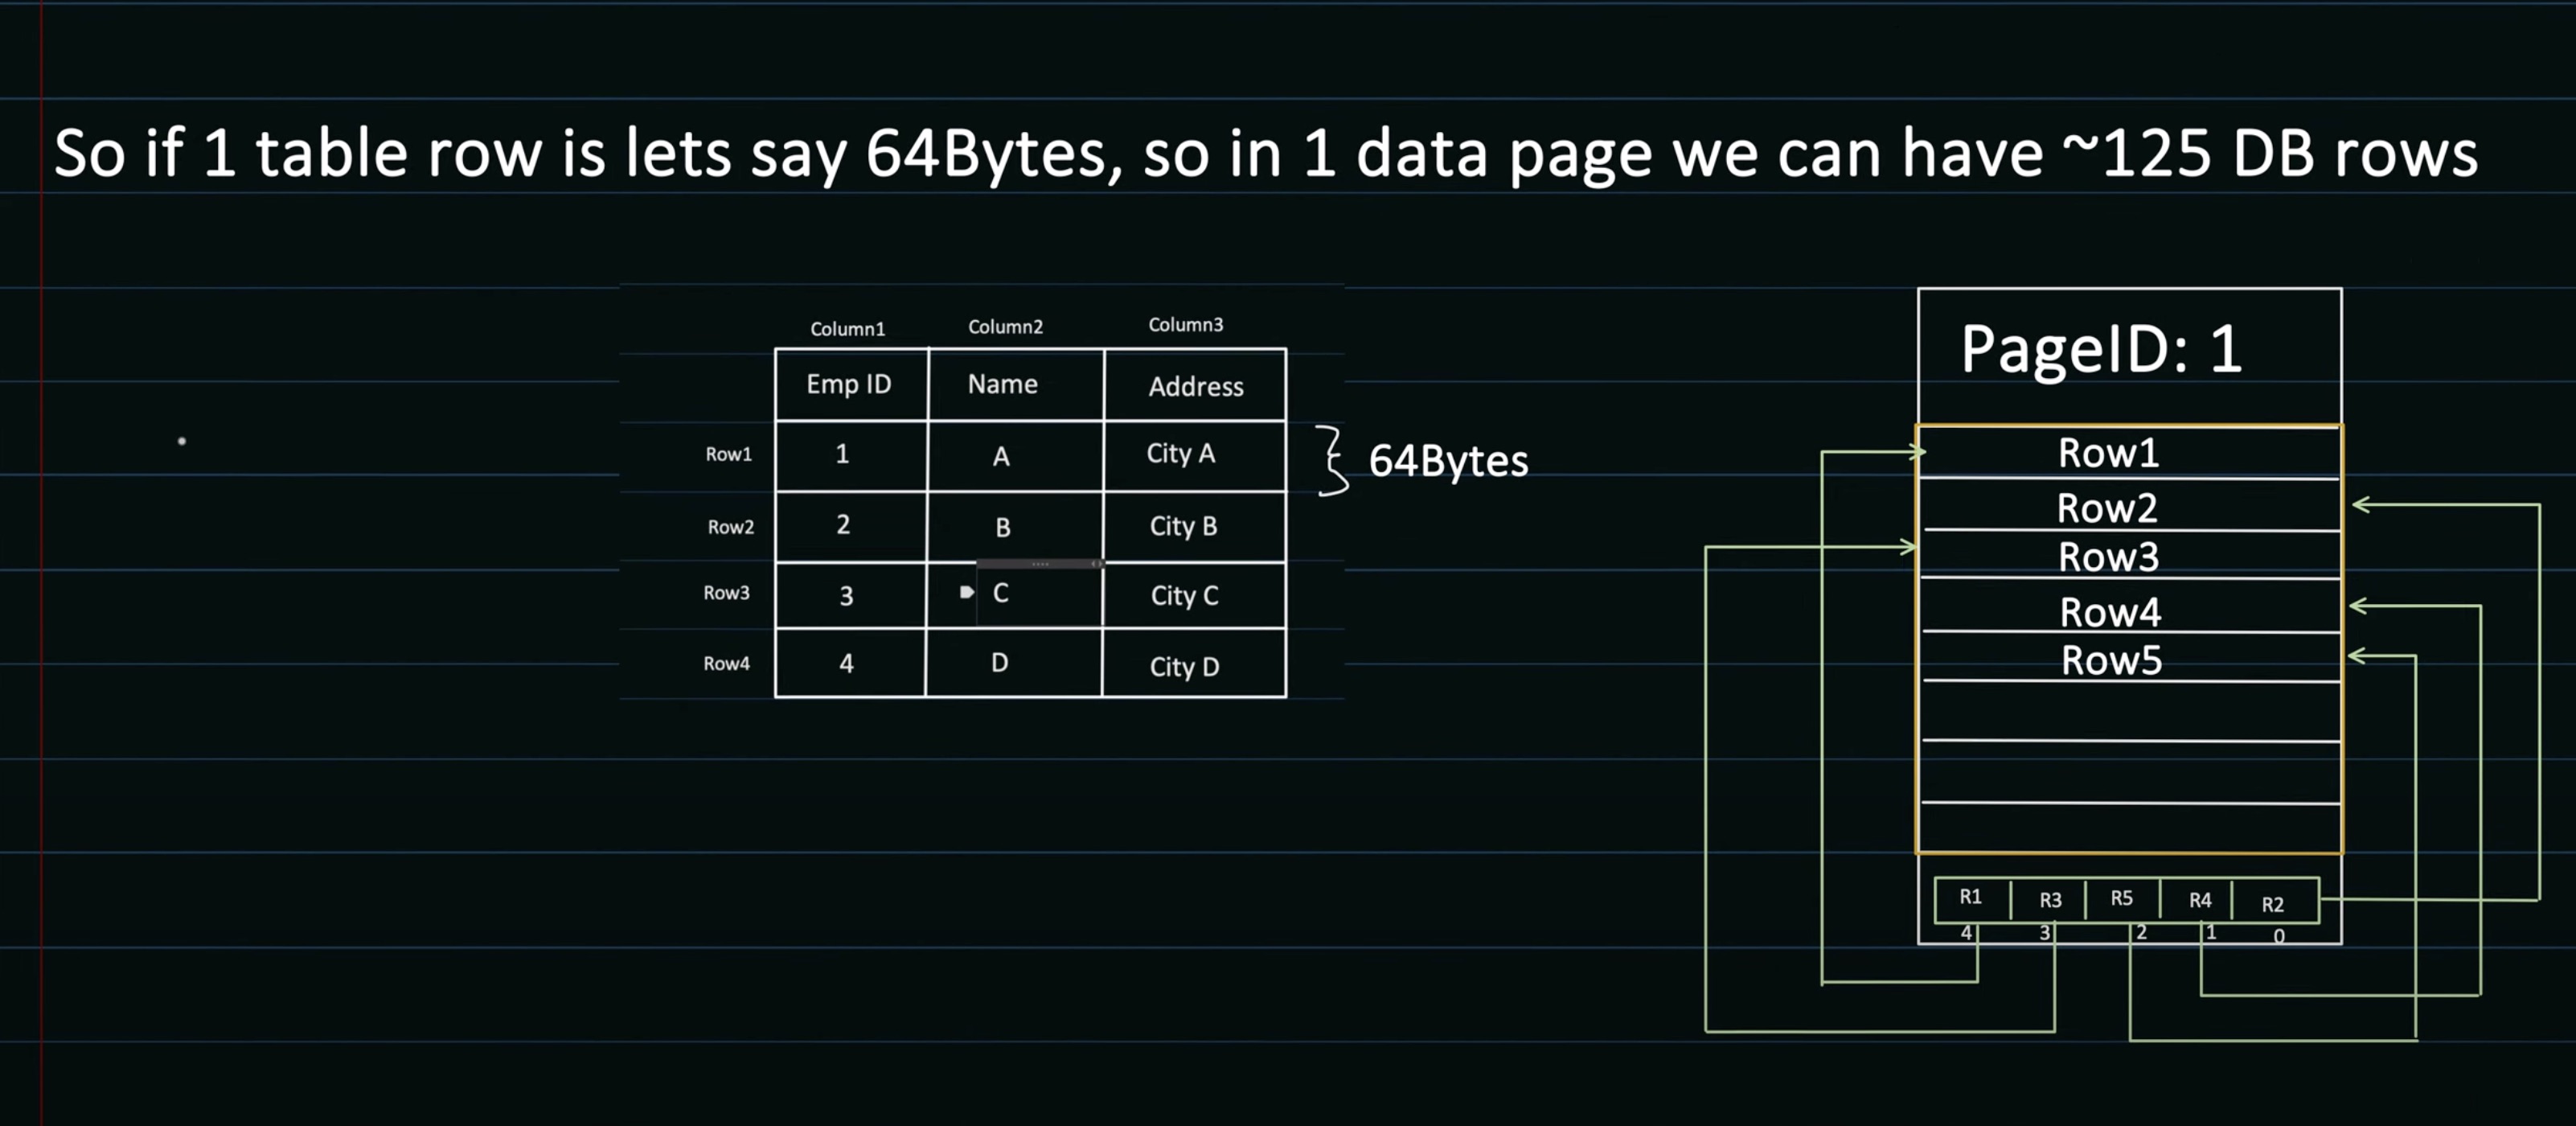 So if 1 table row is lets say 64Bytes, so in 1 data page we can have ~125 DB rows
Column1 Column2 Column3
Emp ID Name Address
Row1 1 A City A
64Bytes
Row2 2 B City B
Row3 3 C City C
Row4 4 D City D
PageID: 1
Row1
Row2
Row3
Row4
Row5
R1 R3 R5 R4 R2
4 3 2 1 0